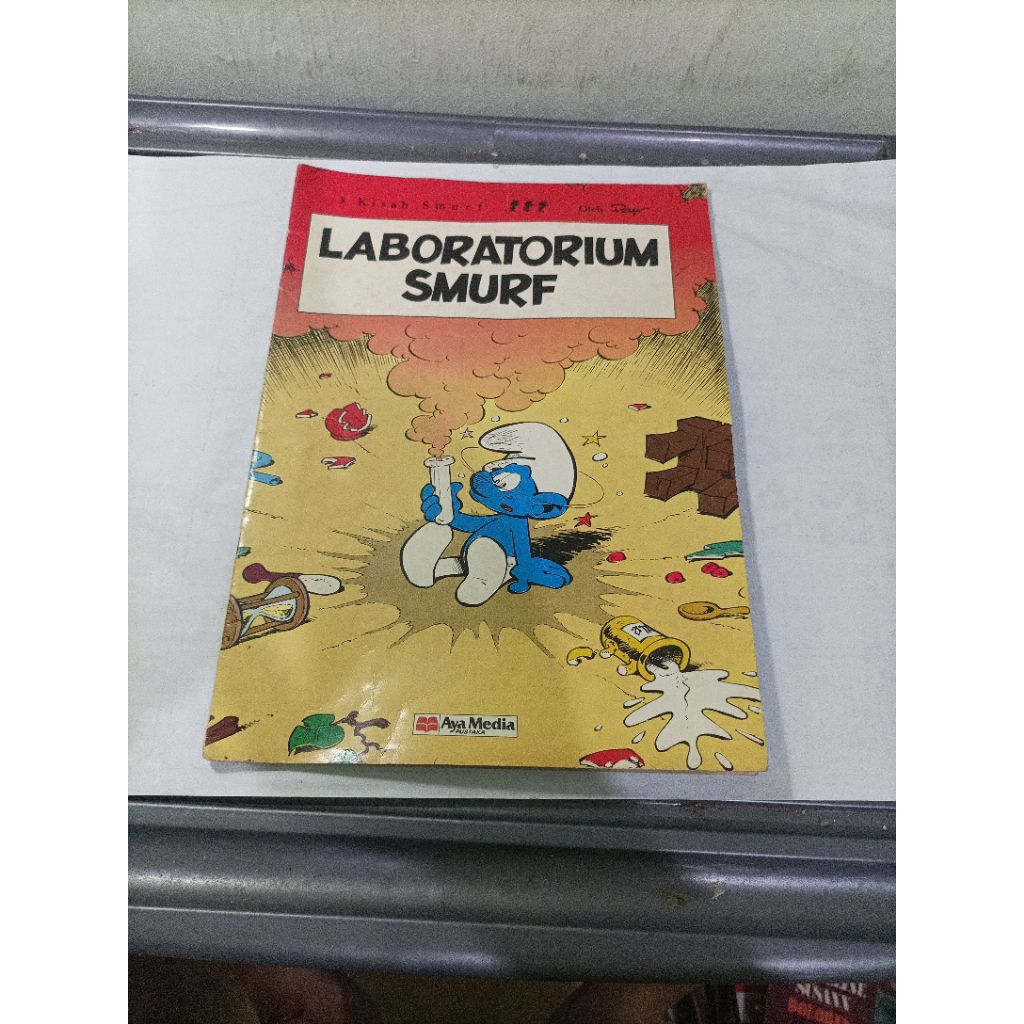 3 Kisah Smurf Oleh Peyo
LABORATORIUM
SMURF
Aya Media
PUSTAKA